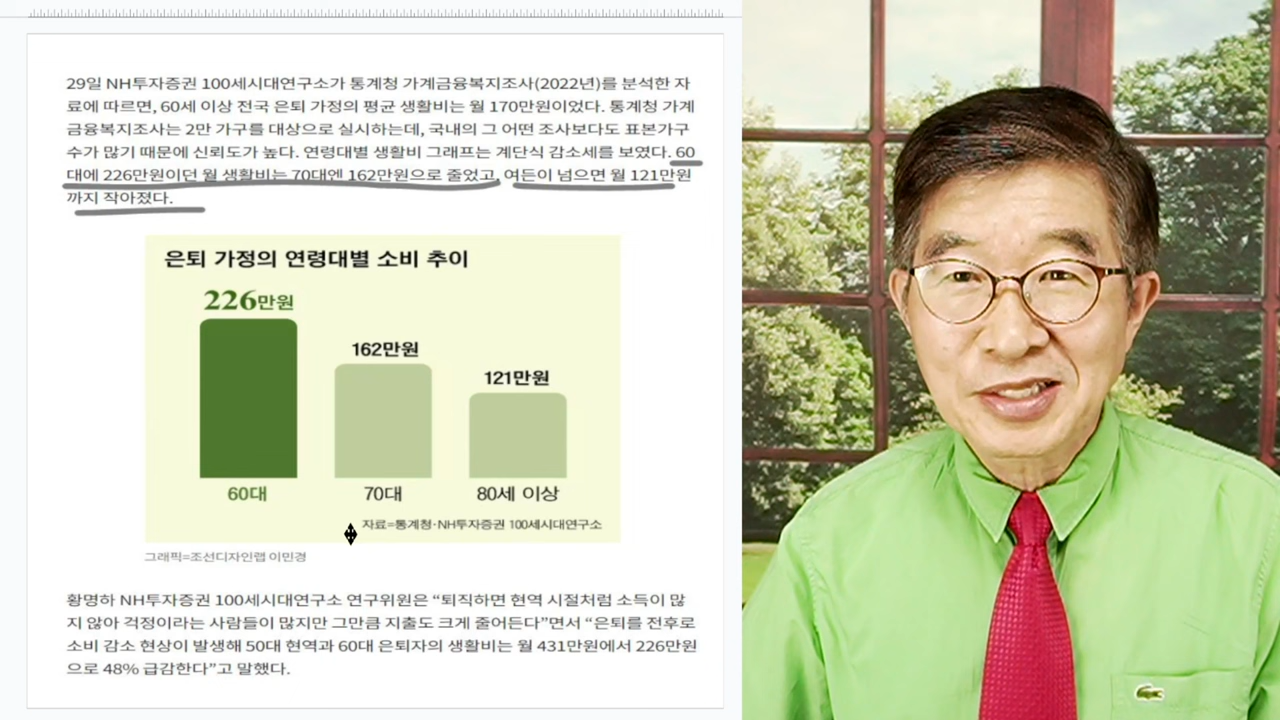 29일 NH투자증권 100세시대연구소가 통계청 가계금융복지조사(2022년)를 분석한 자
료에 따르면, 60세 이상 전국 은퇴 가정의 평균 생활비는 월 170만원이었다. 통계청 가계
금융복지조사는 2만 가구를 대상으로 실시하는데, 국내의 그 어떤 조사보다도 표본가구
수가 많기 때문에 신뢰도가 높다. 연령대별 생활비 그래프는 계단식 감소세를 보였다. 60
대에 226만원이던 월 생활비는 70대엔 162만원으로 줄었고, 여든이 넘으면 월 121만원
까지 작아졌다.
은퇴 가정의 연령대별 소비 추이
226만원
162만원
121만원
60대
70대
80세 이상
자료=통계청·NH투자증권 100세시대연구소
그래픽=조선디자인랩 이민경
황명하 NH투자증권 100세시대연구소 연구위원은 “퇴직하면 현역 시절처럼 소득이 많
지 않아 걱정이라는 사람들이 많지만 그만큼 지출도 크게 줄어든다”면서 “은퇴를 전후로
소비 감소 현상이 발생해 50대 현역과 60대 은퇴자의 생활비는 월 431만원에서 226만원
으로 48% 급감한다”고 말했다.